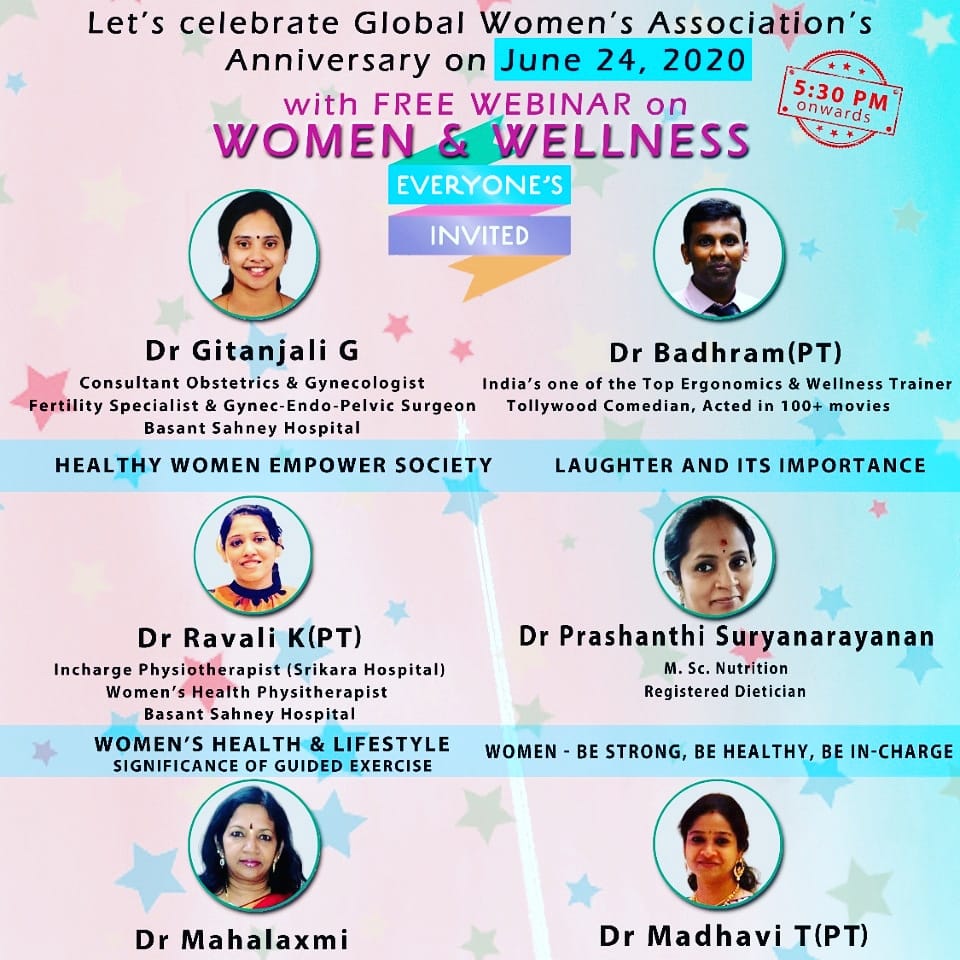 Let's celebrate Global Women's Association's
Anniversary on June 24, 2020
with FREE WEBINAR on
WOMEN & WELLNESS
5:30 PM
onwards
EVERYONE'S
INVITED
Dr Gitanjali G
Consultant Obstetrics & Gynecologist
Fertility Specialist & Gynec-Endo-Pelvic Surgeon
Basant Sahney Hospital
HEALTHY WOMEN EMPOWER SOCIETY
Dr Badhram(PT)
India's one of the Top Ergonomics & Wellness Trainer
Tollywood Comedian, Acted in 100+ movies
LAUGHTER AND ITS IMPORTANCE
Dr Ravali K(PT)
Incharge Physiotherapist (Srikara Hospital)
Women's Health Physitherapist
Basant Sahney Hospital
WOMEN'S HEALTH & LIFESTYLE
SIGNIFICANCE OF GUIDED EXERCISE
Dr Prashanthi Suryanarayanan
M. Sc. Nutrition
Registered Dietician
WOMEN - BE STRONG, BE HEALTHY, BE IN-CHARGE
Dr Mahalaxmi
Dr Madhavi T(PT)